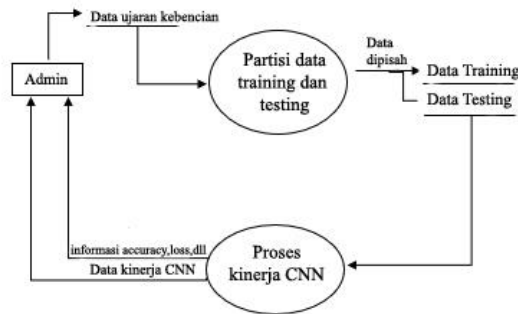 Data ujaran kebencian
Admin
Partisi data
training dan
testing
Data
dipisah
Data Training
Data Testing
informasi accuracy,loss,dll
Data kinerja CNN
Proses
kinerja CNN